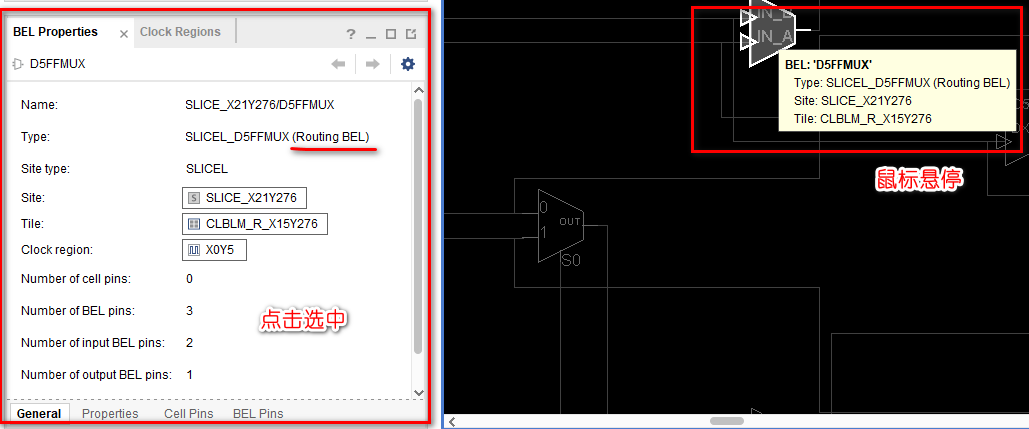 BEL Properties
Clock Regions
D5FFMUX
Name: SLICE_X21Y276/D5FFMUX
Type: SLICEL_D5FFMUX (Routing BEL)
Site type: SLICEL
Site: SLICE_X21Y276
Tile: CLBLM_R_X15Y276
Clock region: X0Y5
Number of cell pins: 0
Number of BEL pins: 3
Number of input BEL pins: 2
Number of output BEL pins: 1
点击选中
General Properties Cell Pins BEL Pins
IN_B
IN_A
BEL: 'D5FFMUX'
Type: SLICEL_D5FFMUX (Routing BEL)
Site: SLICE_X21Y276
Tile: CLBLM_R_X15Y276
鼠标悬停
0
OUT
1
S0